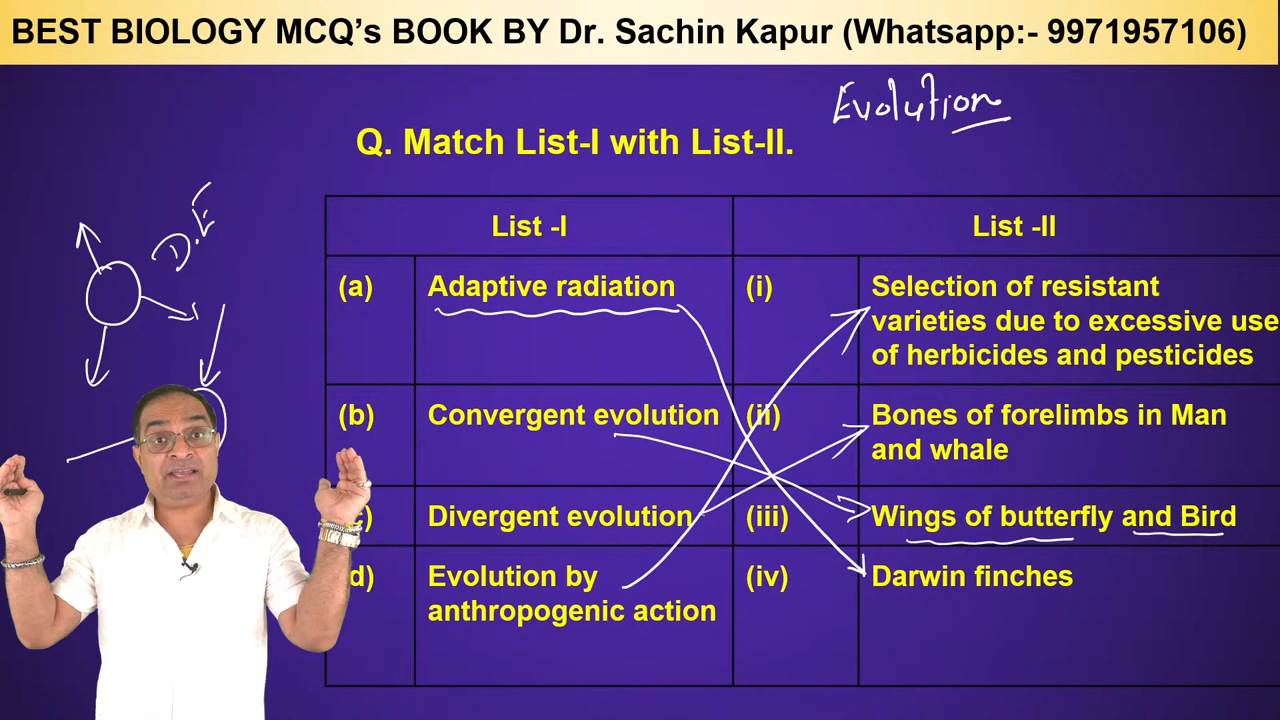 BEST BIOLOGY MCQ's BOOK BY Dr. Sachin Kapur (Whatsapp:- 9971957106)
Evolution
Q. Match List-I with List-II.
D.E
List -I List -II
(a) Adaptive radiation (i) Selection of resistant
varieties due to excessive use
of herbicides and pesticides
(b) Convergent evolution (ii) Bones of forelimbs in Man
and whale
) Divergent evolution (iii) Wings of butterfly and Bird
d) Evolution by (iv) Darwin finches
anthropogenic action